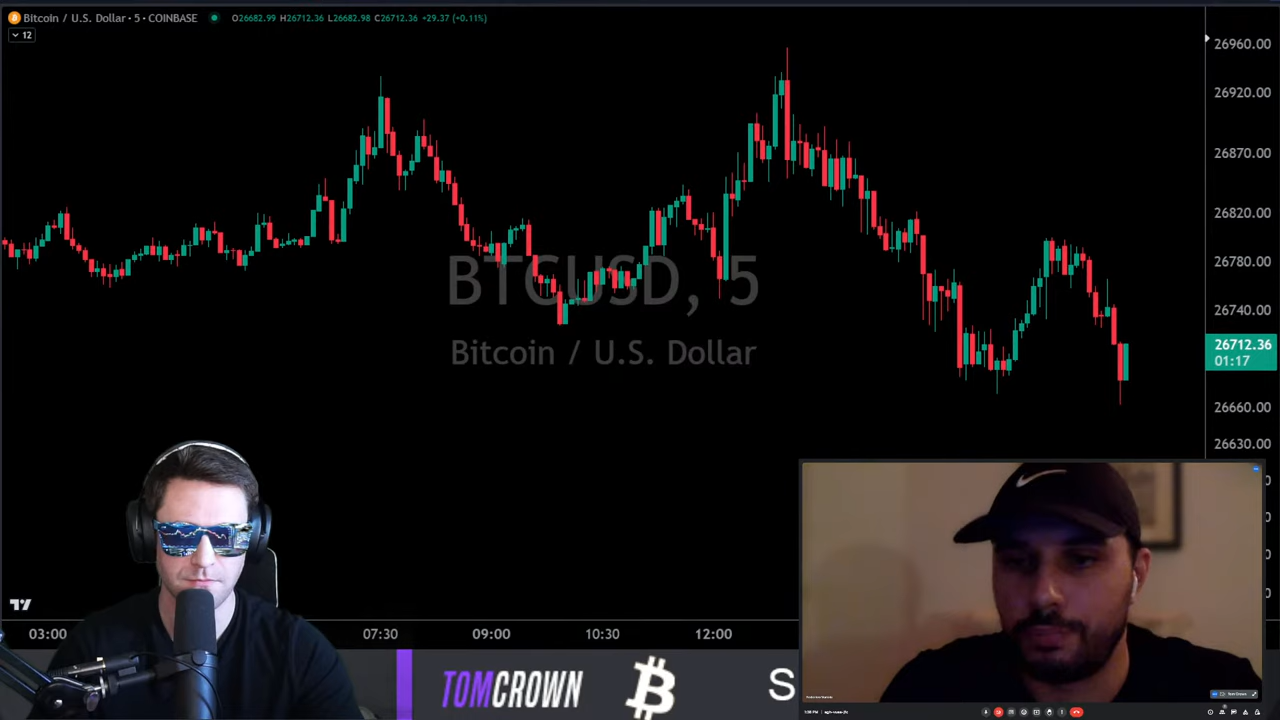 Bitcoin / U.S. Dollar · 5 · COINBASE O26682.99 H26712.36 L26682.98 C26712.36 +29.37 (+0.11%)
12
26960.00
26920.00
26870.00
26820.00
26780.00
26740.00
26712.36
01:17
26660.00
26630.00
BTCUSD, 5
Bitcoin / U.S. Dollar
03:00 07:30 09:00 10:30 12:00
TOMCROWN S
Tom Crown